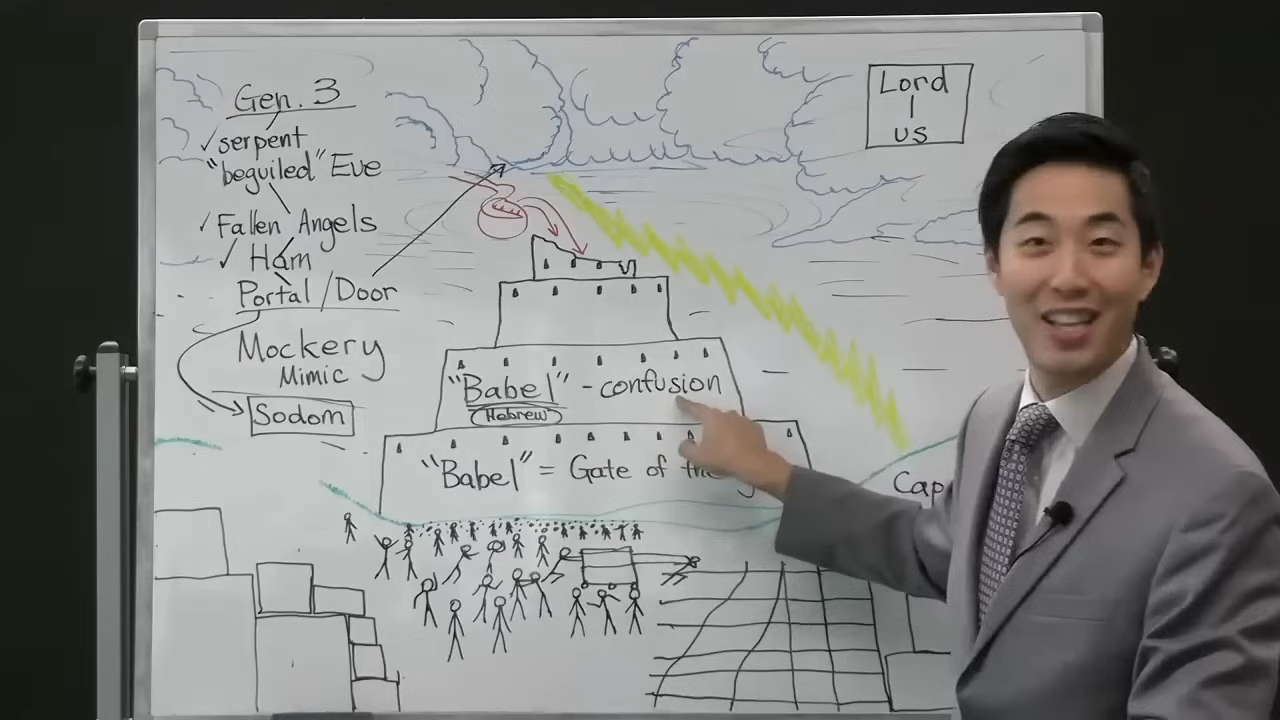 Gen. 3
✓ serpent
"beguiled" Eve
✓ Fallen Angels
✓ Ham
Portal/Door
Mockery
Mimic
Sodom
Lord
us
"Babel" - confusion
(Hebrew)
"Babel" = Gate of the
Cap